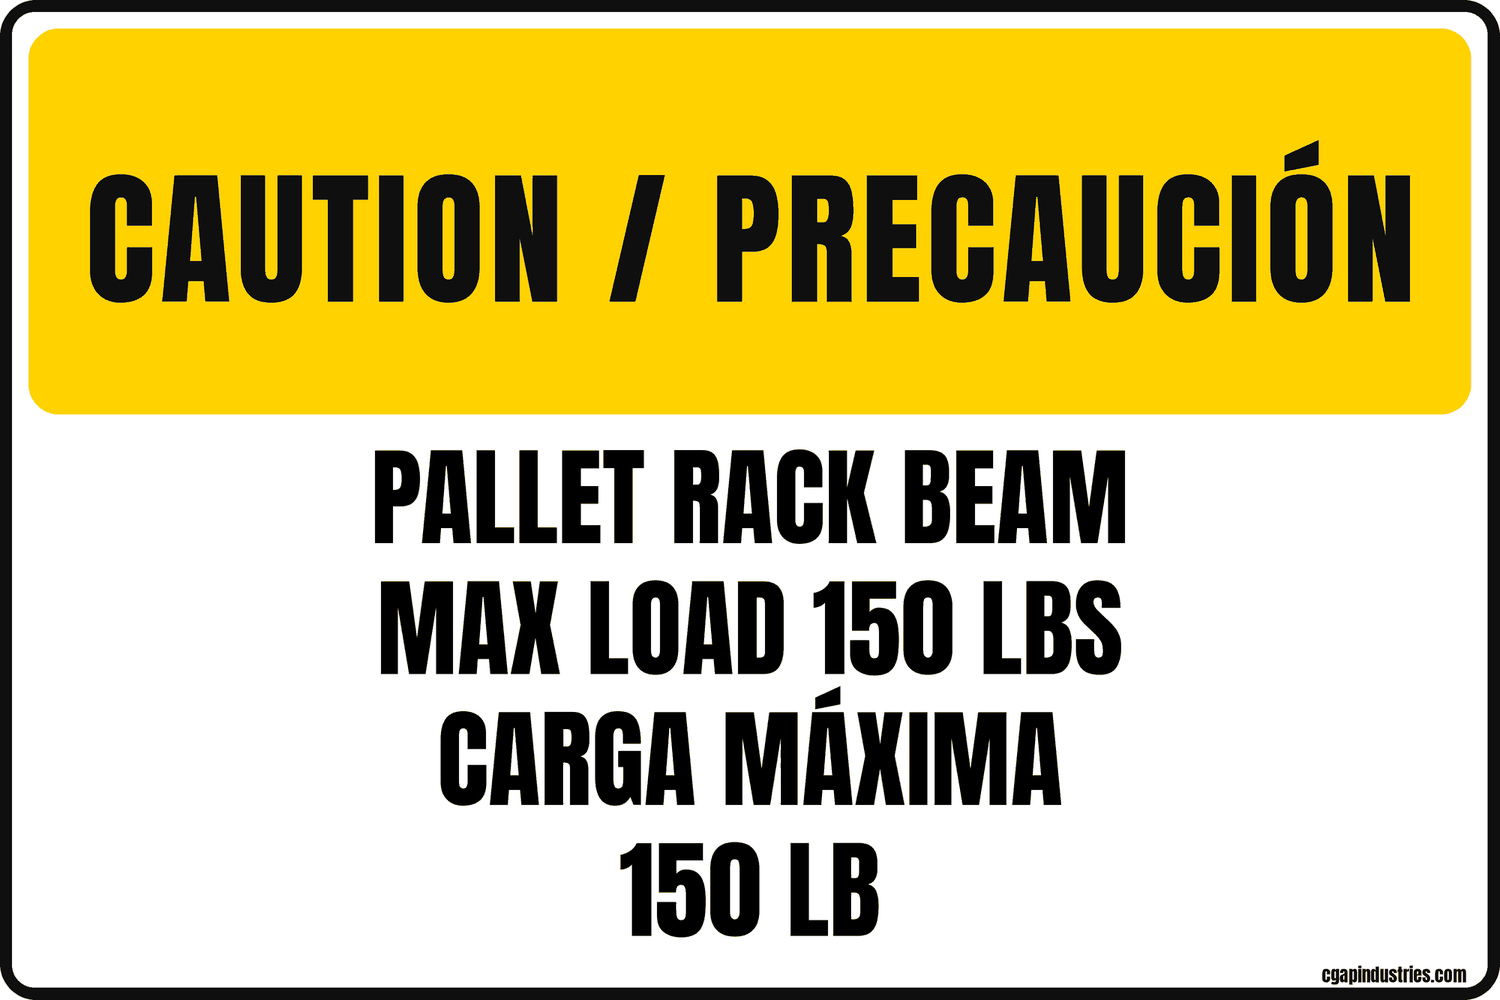 CAUTION / PRECAUCIÓN
PALLET RACK BEAM
MAX LOAD 150 LBS
CARGA MÁXIMA
150 LB
cgapindustries.com